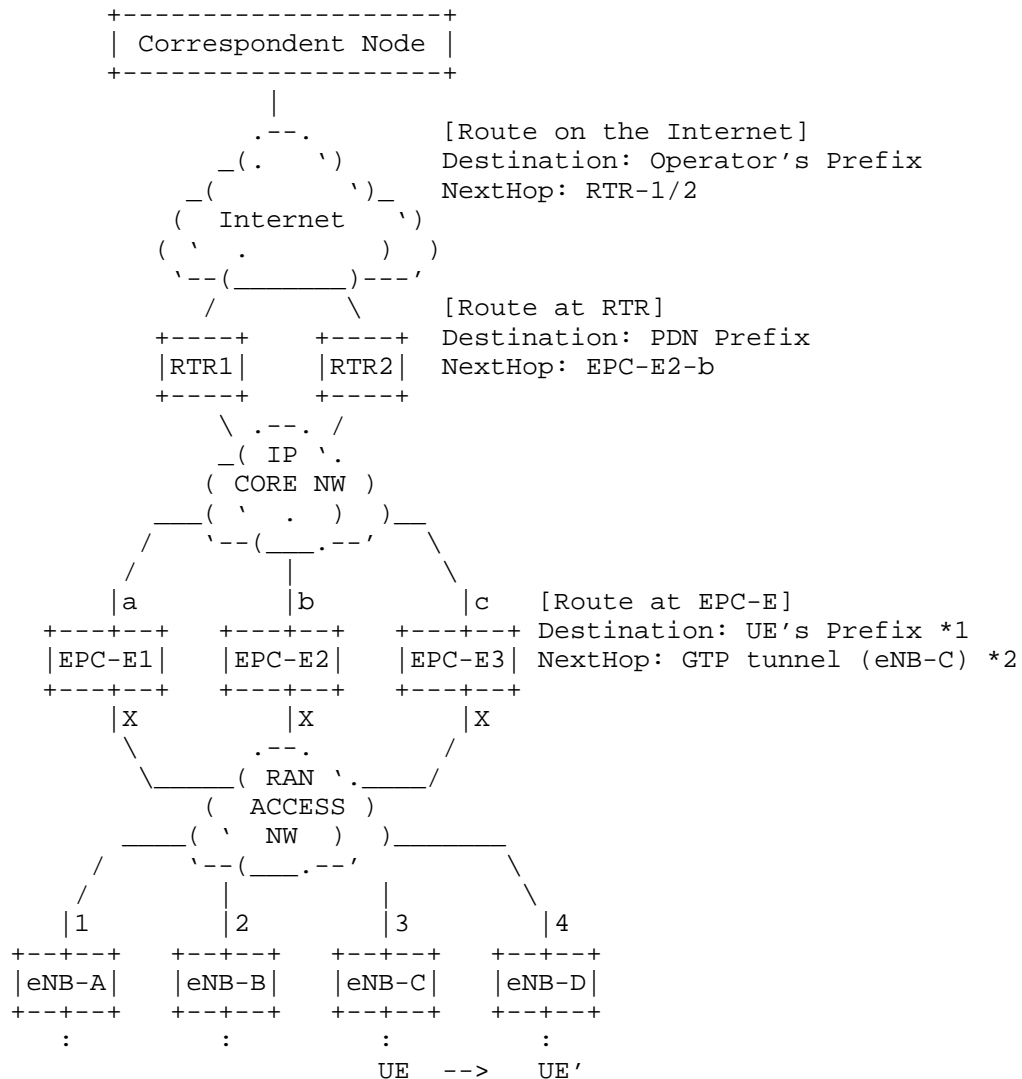 Correspondent Node
[Route on the Internet]
Destination: Operator's Prefix
NextHop: RTR-1/2
Internet
[Route at RTR]
Destination: PDN Prefix
RTR1 RTR2 NextHop: EPC-E2-b
IP
CORE NW
a b c [Route at EPC-E]
Destination: UE's Prefix *1
EPC-E1 EPC-E2 EPC-E3 NextHop: GTP tunnel (eNB-C) *2
X X X
RAN
ACCESS
NW
1 2 3 4
eNB-A eNB-B eNB-C eNB-D
: : : :
UE --> UE'